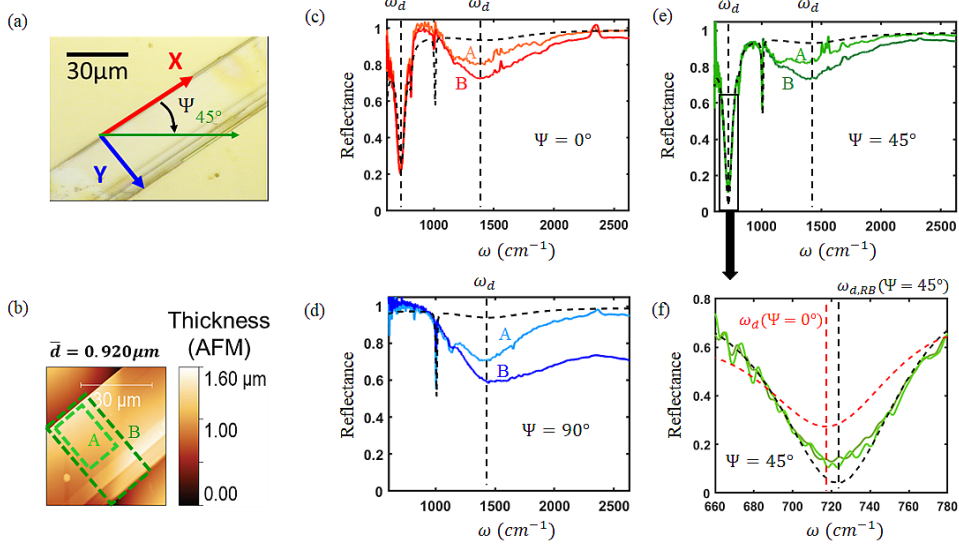 (a)
30μm
X
Ψ
45°
Y
(b)
d̅ = 0.920μm
Thickness
(AFM)
30 μm
A
B
1.60 μm
1.00
0.00
(c)
ω_d
ω_d
1
0.8
0.6
0.4
0.2
0
Reflectance
A
B
Ψ = 0°
1000
1500
2000
2500
ω (cm⁻¹)
(d)
ω_d
1
0.8
0.6
0.4
0.2
0
Reflectance
A
B
Ψ = 90°
1000
1500
2000
2500
ω (cm⁻¹)
(e)
ω_d
ω_d
1
0.8
0.6
0.4
0.2
0
Reflectance
A
B
Ψ = 45°
1000
1500
2000
2500
ω (cm⁻¹)
(f)
ω_{d,RB}(Ψ = 45°)
ω_d(Ψ = 0°)
0.8
0.6
0.4
0.2
0
Reflectance
Ψ = 45°
660
680
700
720
740
760
780
ω (cm⁻¹)